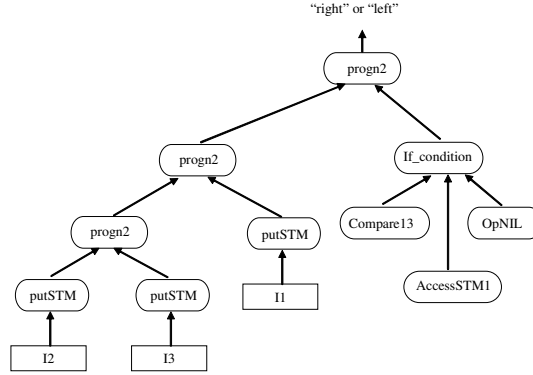 “right” or “left”
progn2
progn2
If_condition
progn2
putSTM
Compare13
OpNIL
putSTM
putSTM
I1
AccessSTM1
I2
I3